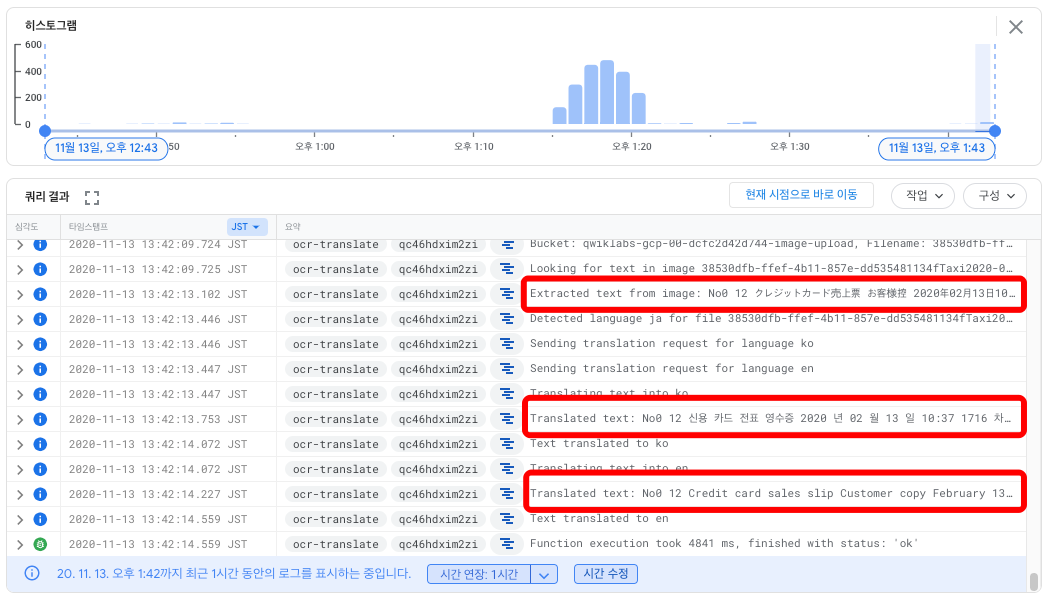 히스토그램
600
400
200
0
11월 13일, 오후 12:43
50
오후 1:00
오후 1:10
오후 1:20
오후 1:30
11월 13일, 오후 1:43
쿼리 결과
현재 시점으로 바로 이동
작업
구성
심각도 타임스탬프 JST 요약
2020-11-13 13:42:09.724 JST ocr-translate qc46hdxim2zi Bucket: qwiklabs-gcp-00-dcfc2d42d744-image-upload, Filename: 38530dfb-ff…
2020-11-13 13:42:09.725 JST ocr-translate qc46hdxim2zi Looking for text in image 38530dfb-ffef-4b11-857e-dd535481134fTaxi2020-0…
2020-11-13 13:42:13.102 JST ocr-translate qc46hdxim2zi Extracted text from image: No0 12 クレジットカード売上票 お客様控 2020年02月13日10…
2020-11-13 13:42:13.446 JST ocr-translate qc46hdxim2zi Detected language ja for file 38530dfb-ffef-4b11-857e-dd535481134fTaxi20…
2020-11-13 13:42:13.446 JST ocr-translate qc46hdxim2zi Sending translation request for language ko
2020-11-13 13:42:13.447 JST ocr-translate qc46hdxim2zi Sending translation request for language en
2020-11-13 13:42:13.447 JST ocr-translate qc46hdxim2zi Translating text into ko
2020-11-13 13:42:13.753 JST ocr-translate qc46hdxim2zi Translated text: No0 12 신용 카드 전표 영수증 2020 년 02 월 13 일 10:37 1716 차…
2020-11-13 13:42:14.072 JST ocr-translate qc46hdxim2zi Text translated to ko
2020-11-13 13:42:14.072 JST ocr-translate qc46hdxim2zi Translating text into en
2020-11-13 13:42:14.227 JST ocr-translate qc46hdxim2zi Translated text: No0 12 Credit card sales slip Customer copy February 13…
2020-11-13 13:42:14.559 JST ocr-translate qc46hdxim2zi Text translated to en
2020-11-13 13:42:14.559 JST ocr-translate qc46hdxim2zi Function execution took 4841 ms, finished with status: 'ok'
20. 11. 13. 오후 1:42까지 최근 1시간 동안의 로그를 표시하는 중입니다. 시간 연장: 1시간 시간 수정